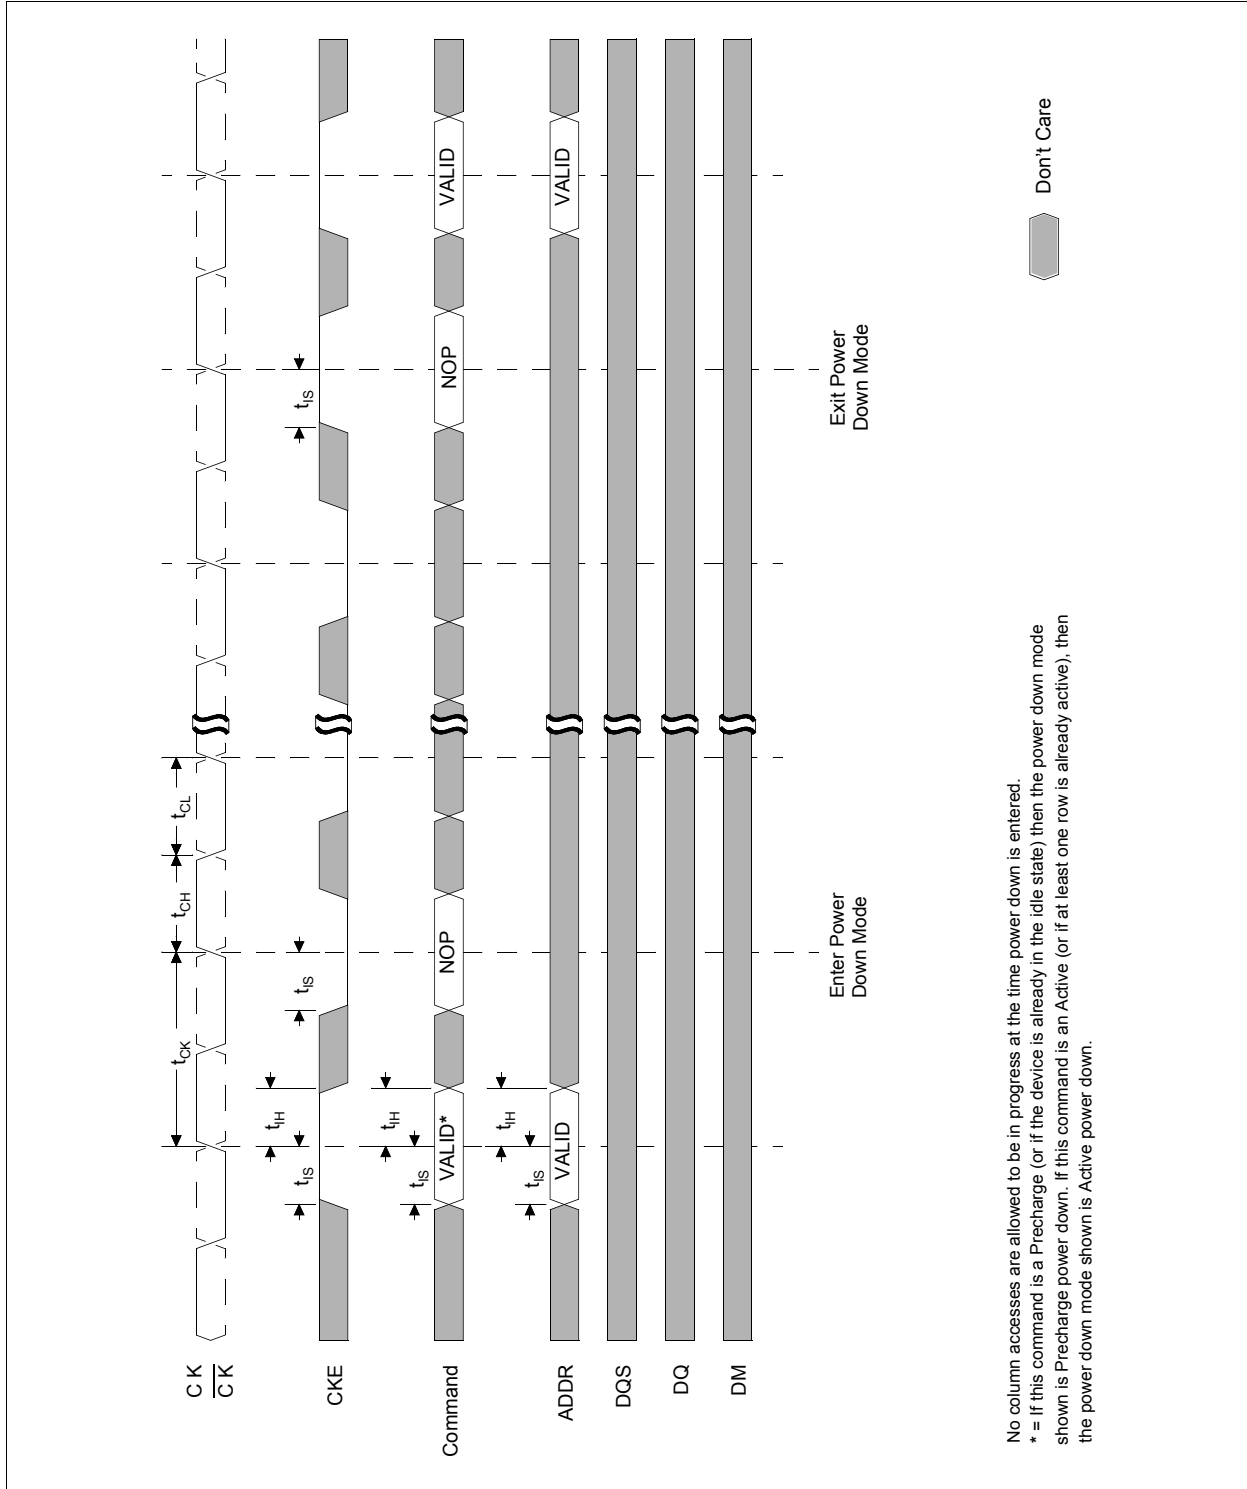 tCK
tCH
tCL
CK
CK
tIS
tIH
tIS
tIS
CKE
tIS
tIH
Command
VALID*
NOP
NOP
VALID
tIS
tIH
ADDR
VALID
VALID
DQS
DQ
DM
Enter Power
Down Mode
Exit Power
Down Mode
No column accesses are allowed to be in progress at the time power down is entered.
* = If this command is a Precharge (or if the device is already in the idle state) then the power down mode
shown is Precharge power down. If this command is an Active (or if at least one row is already active), then
the power down mode shown is Active power down.
Don't Care